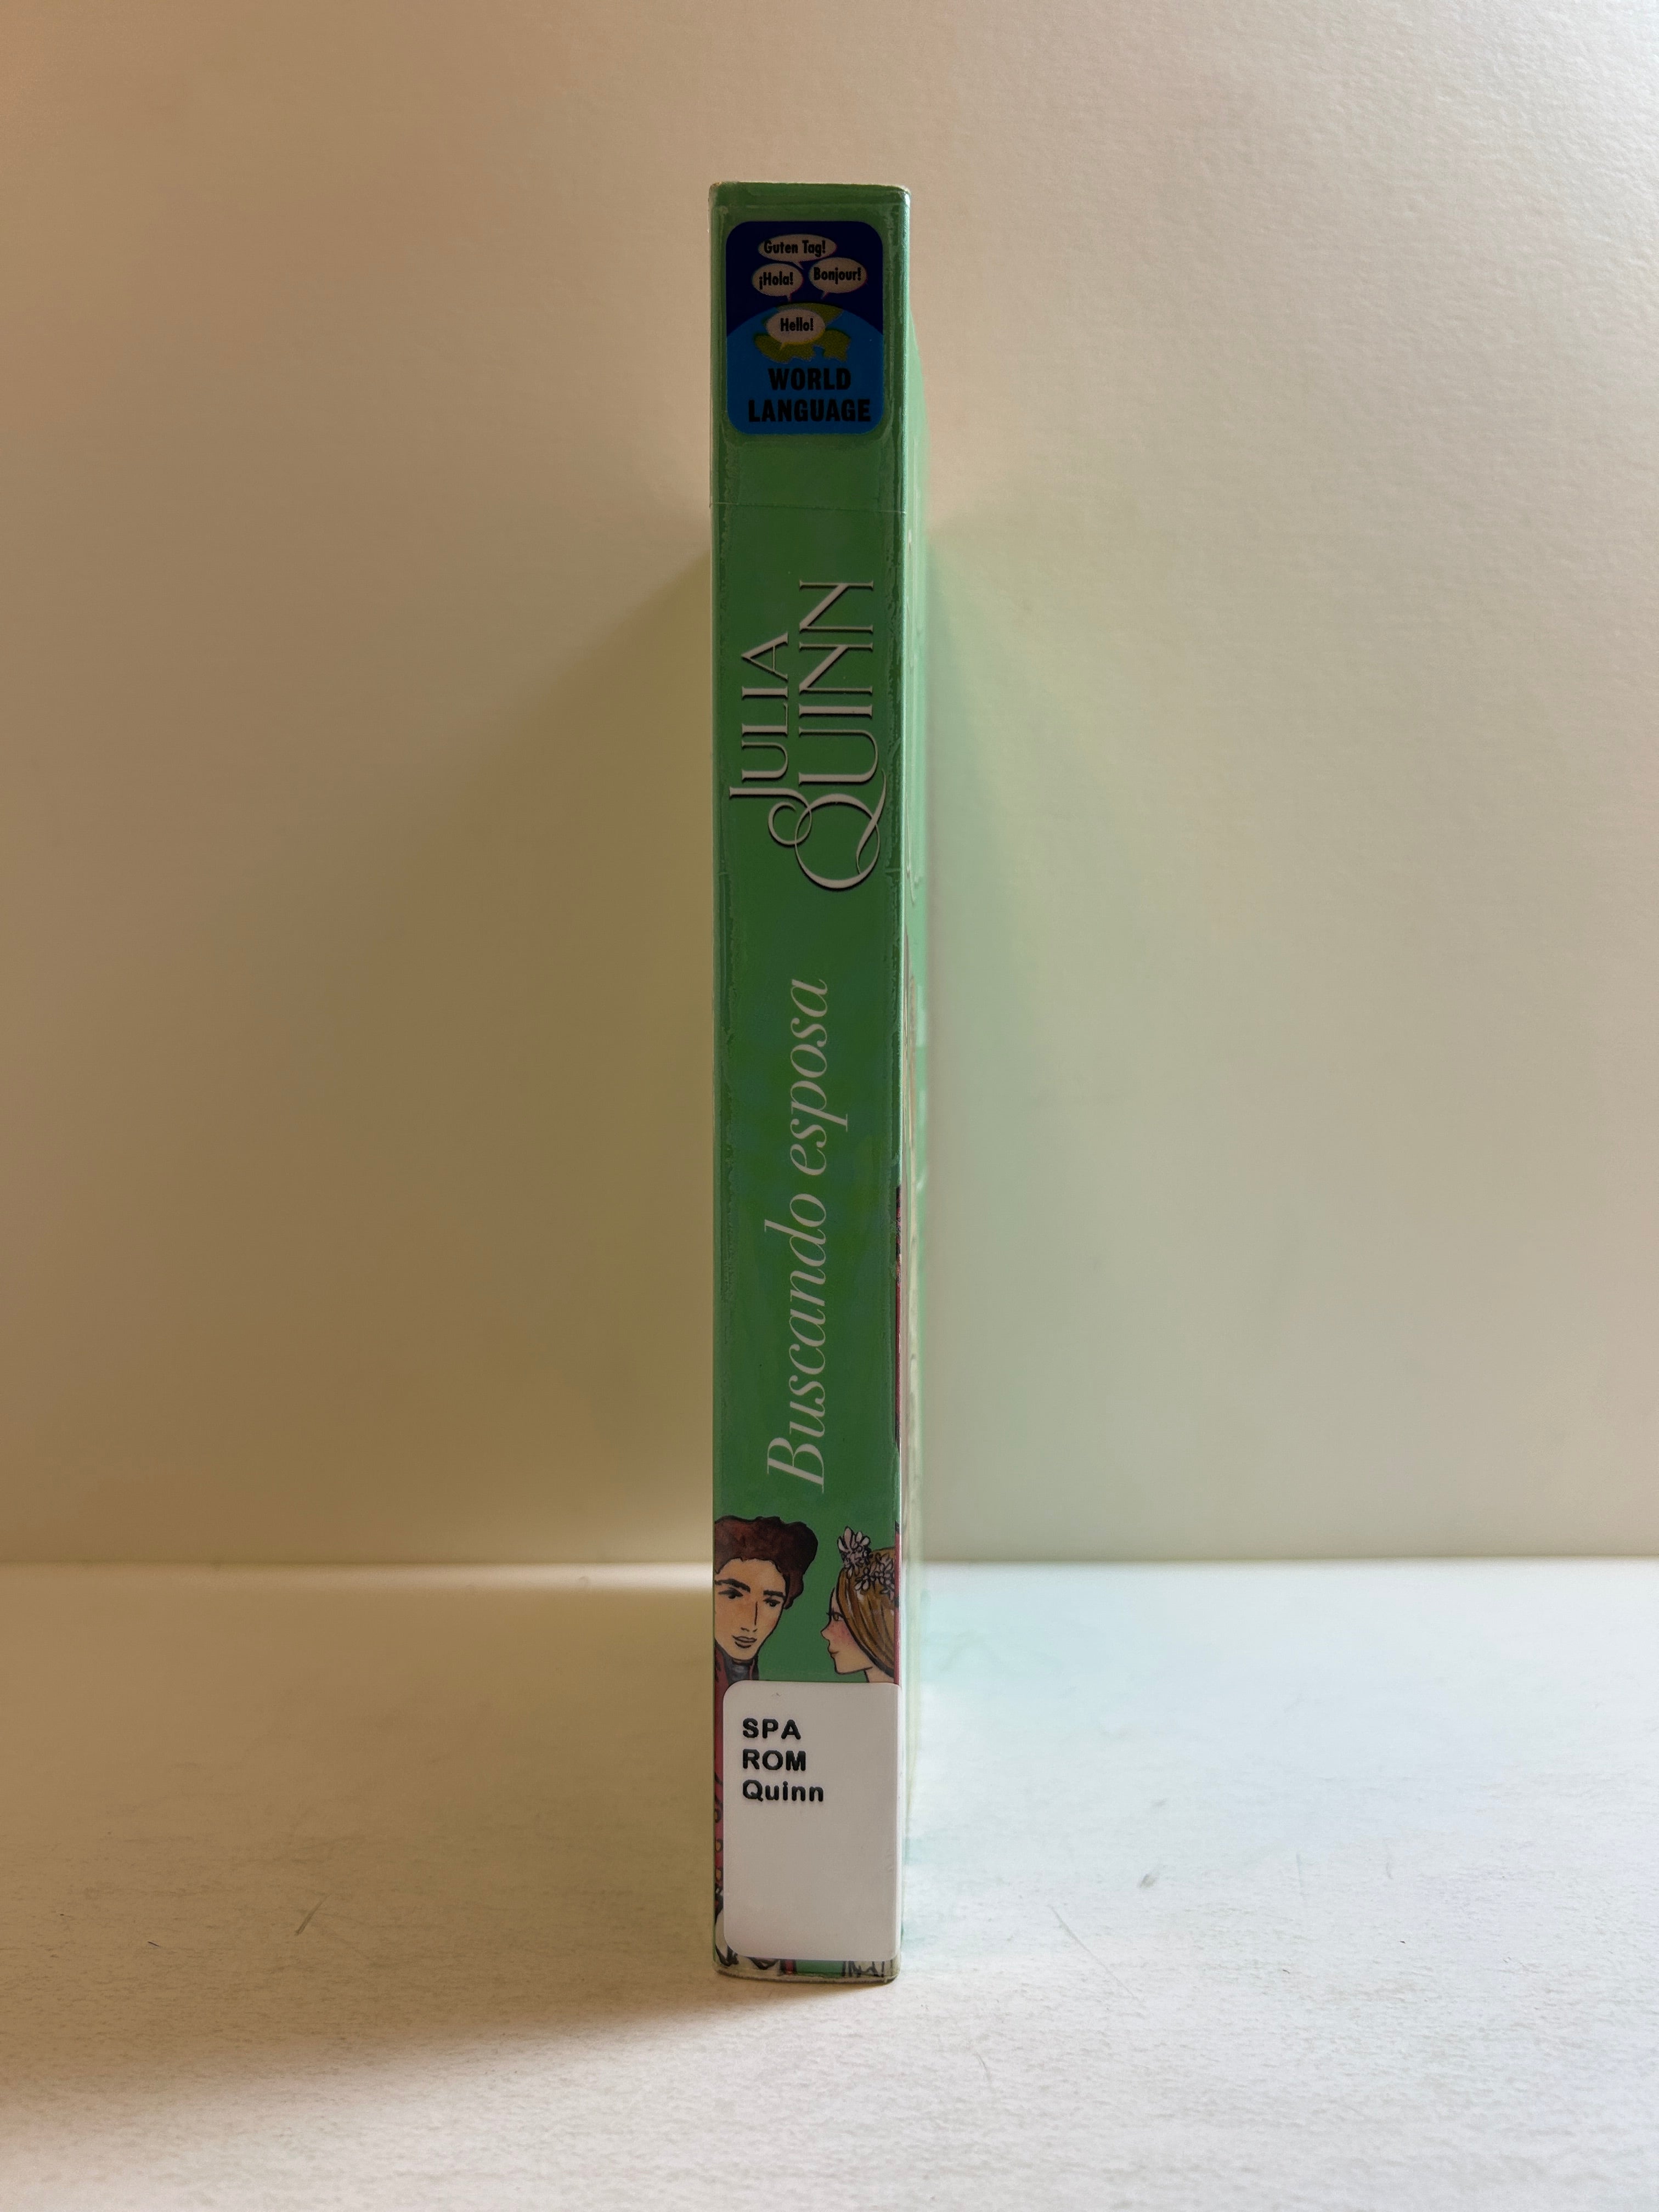 Guten Tag!
¡Hola! Bonjour!
Hello!
WORLD
LANGUAGE
JULIA
QUINN
Buscando esposa
SPA
ROM
Quinn